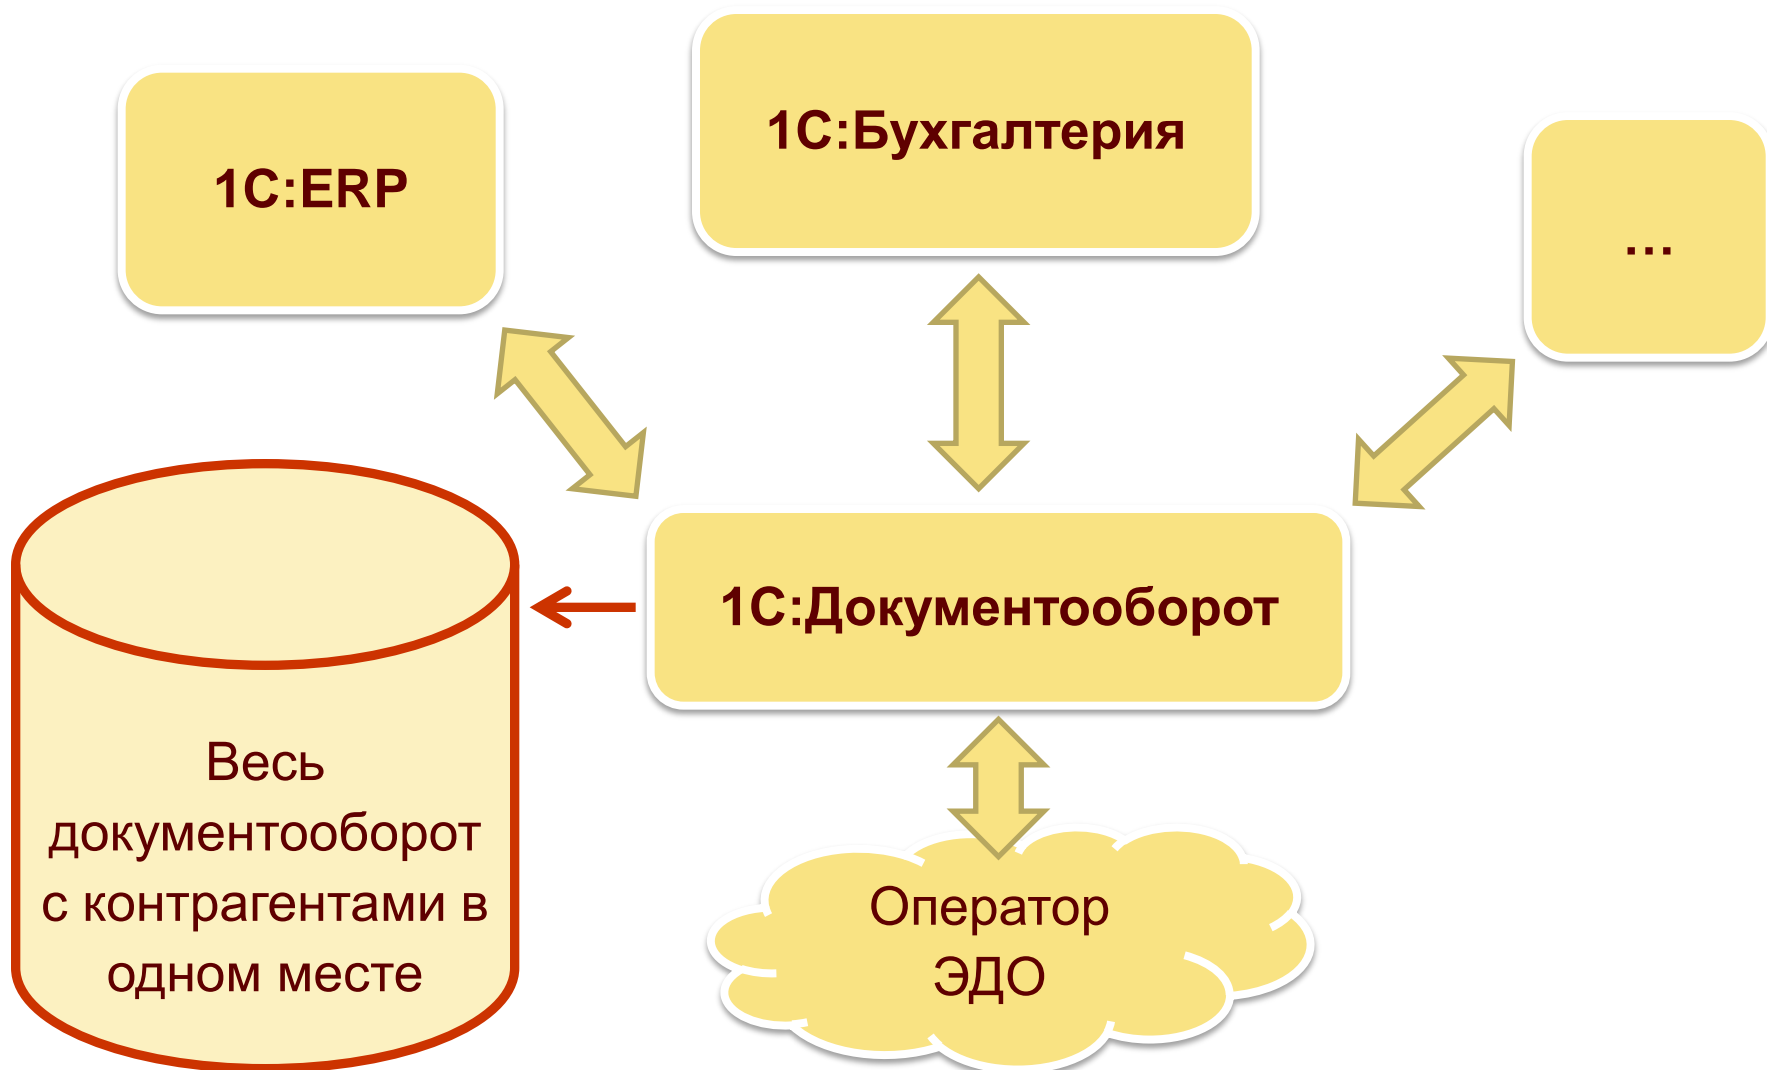 1С:ERP
1С:Бухгалтерия
...
1С:Документооборот
Весь
документооборот
с контрагентами в
одном месте
Оператор
ЭДО